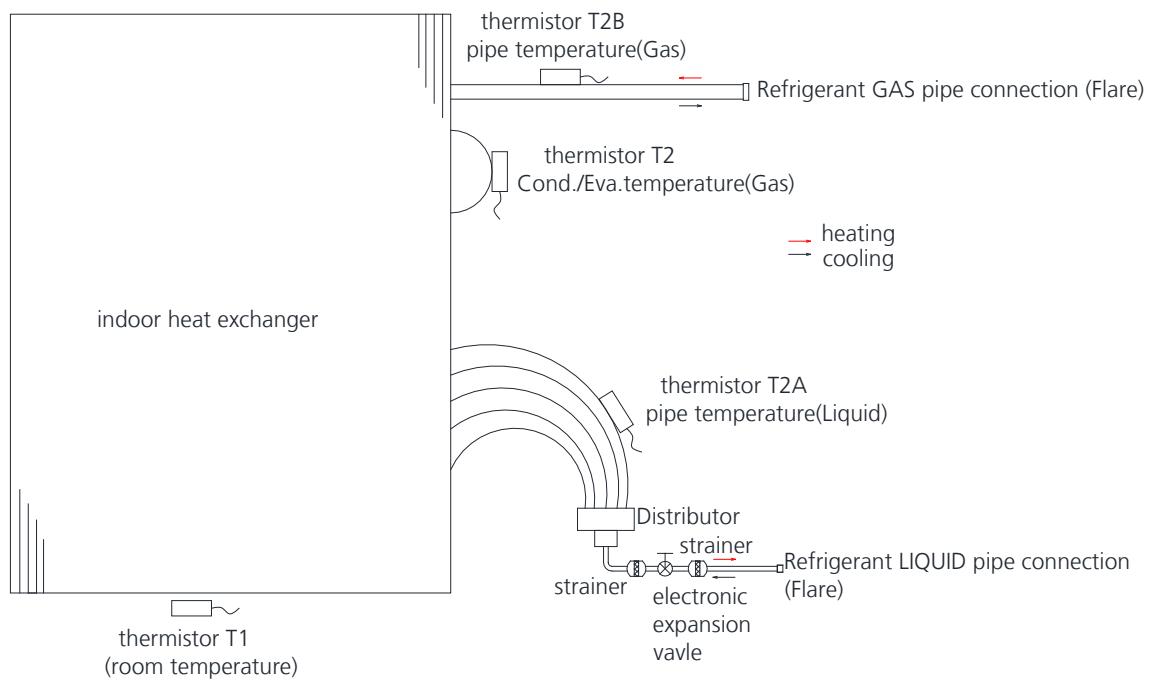 thermistor T2B
pipe temperature(Gas)
Refrigerant GAS pipe connection (Flare)
thermistor T2
Cond./Eva.temperature(Gas)
heating
cooling
indoor heat exchanger
thermistor T2A
pipe temperature(Liquid)
Distributor
strainer
Refrigerant LIQUID pipe connection
(Flare)
strainer
electronic
expansion
vavle
thermistor T1
(room temperature)